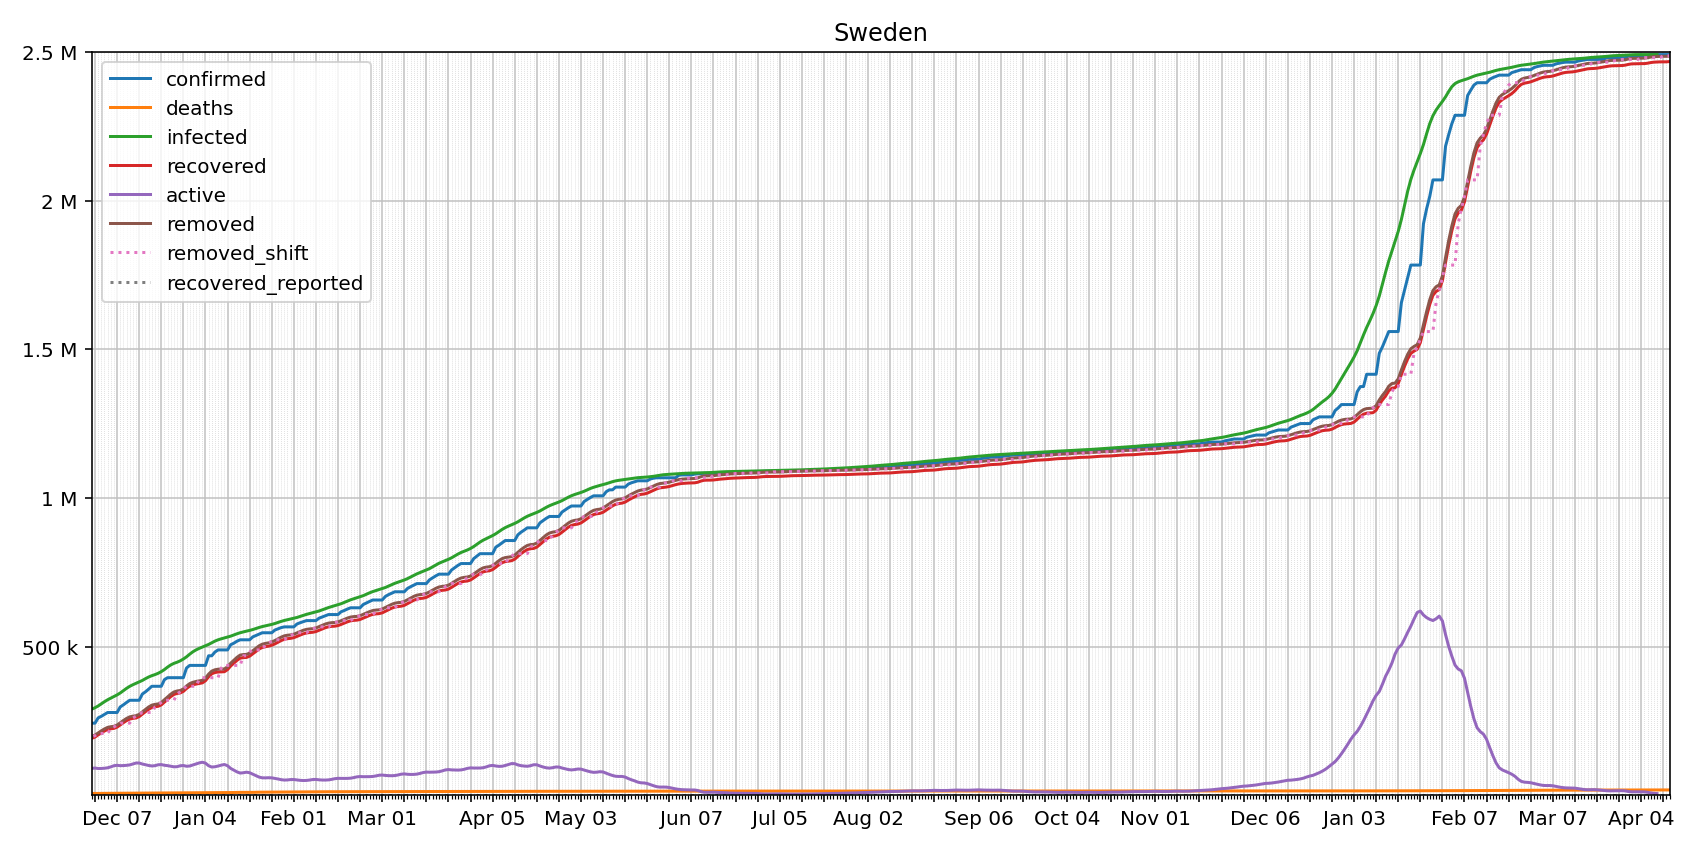 Sweden
2.5 M
2 M
1.5 M
1 M
500 k
confirmed
deaths
infected
recovered
active
removed
removed_shift
recovered_reported
Dec 07 Jan 04 Feb 01 Mar 01 Apr 05 May 03 Jun 07 Jul 05 Aug 02 Sep 06 Oct 04 Nov 01 Dec 06 Jan 03 Feb 07 Mar 07 Apr 04